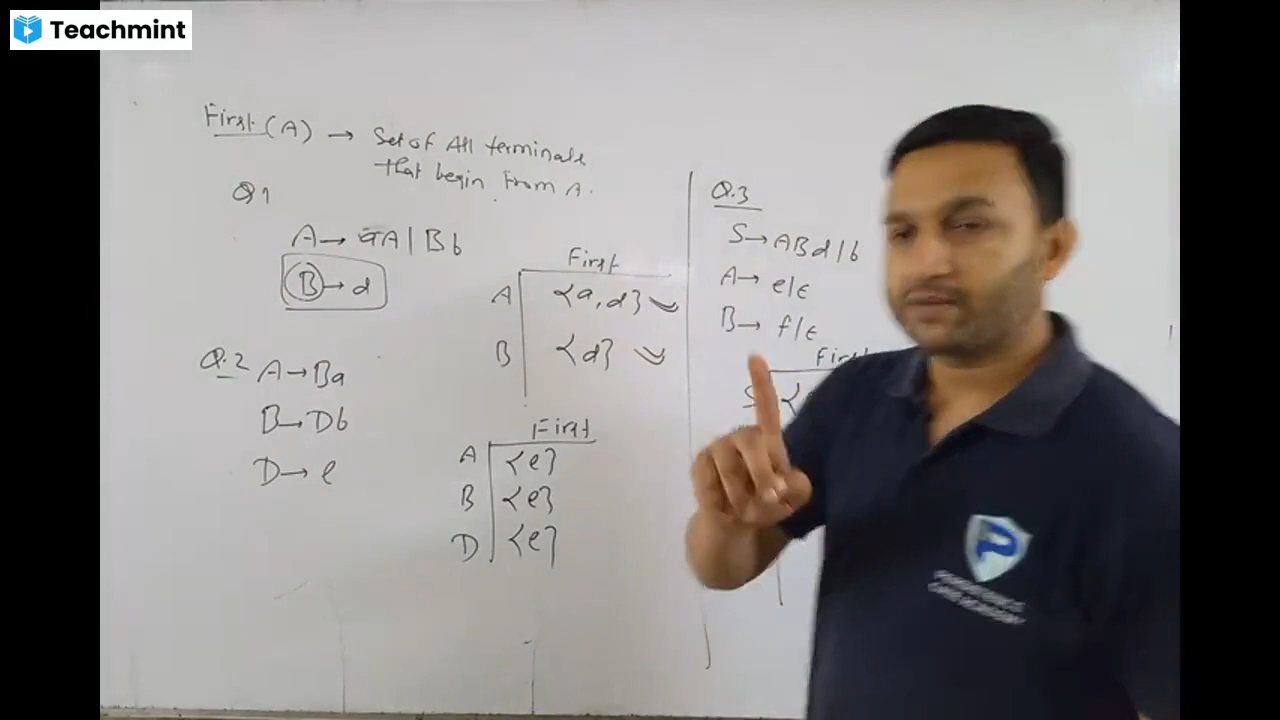 Teachmint
First (A) → Set of All terminals
that begin From A.
Q1
A → aA | Bb
B → d
First
A {a, d}
B {d}
Q.2 A → Ba
B → Db
D → e
First
A {e}
B {e}
D {e}
Q.3
S → ABd / b
A → e/ε
B → f/ε
First
S {